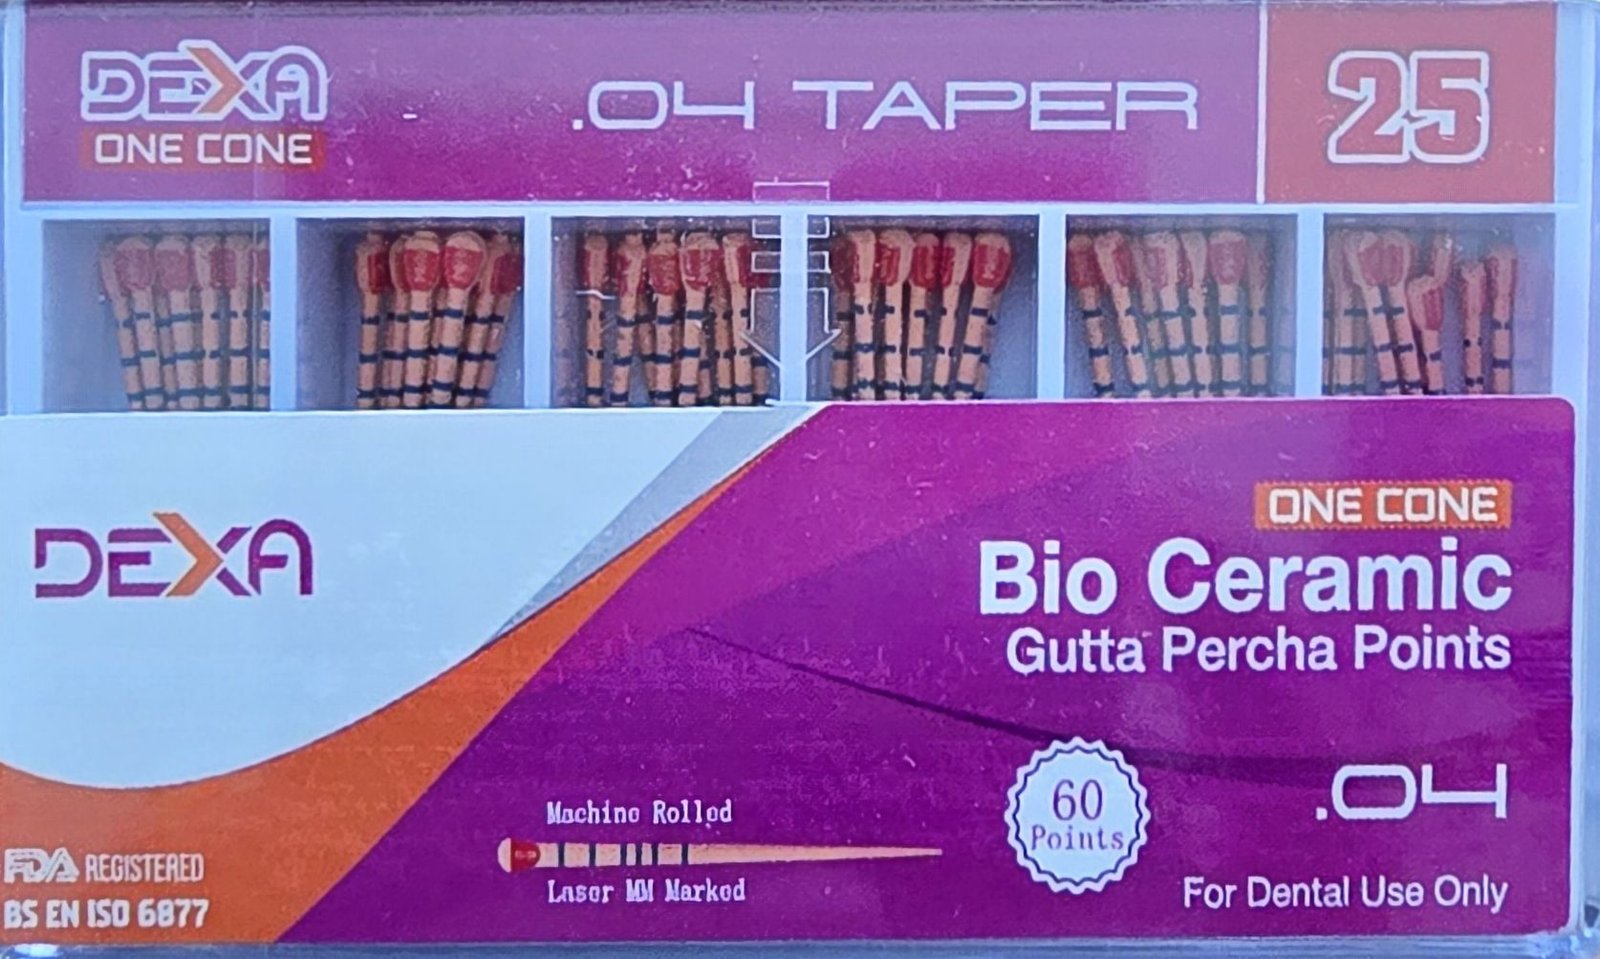 DEXA
ONE CONE
.04 TAPER
25
DEXA
ONE CONE
Bio Ceramic
Gutta Percha Points
.04
60
Points
Machine Rolled
Laser MM Marked
For Dental Use Only
FDA REGISTERED
BS EN ISO 6877